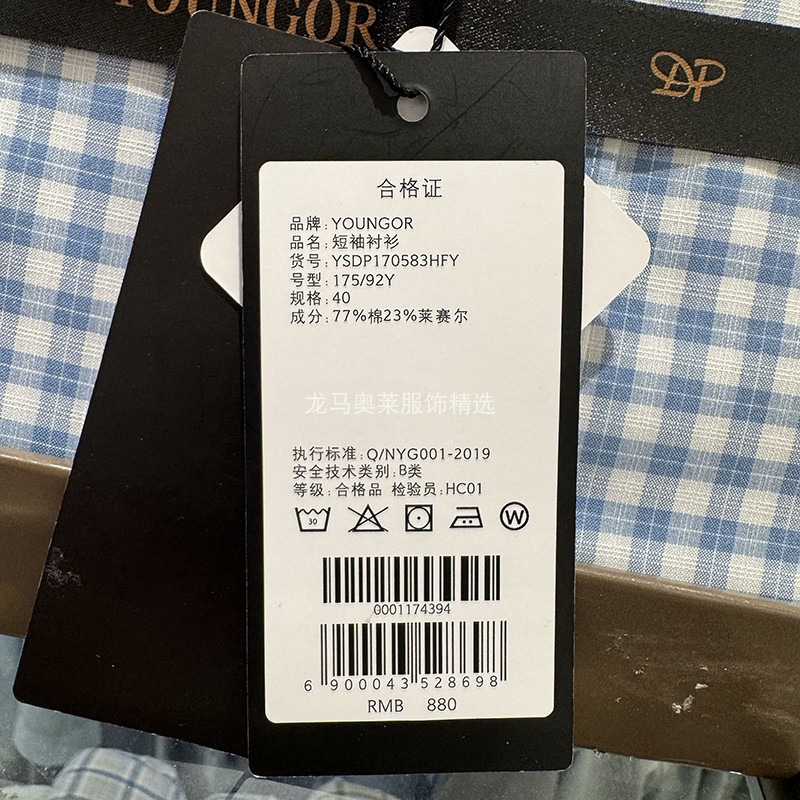 YOUNGOR
DP
合格证
品牌: YOUNGOR
品名: 短袖衬衫
货号: YSDP170583HFY
号型: 175/92Y
规格: 40
成分: 77%棉23%莱赛尔
龙马奥莱服饰精选
执行标准: Q/NYG001-2019
安全技术类别: B类
等级: 合格品 检验员: HC01
30
W
0001174394
6 900043 528698
RMB 880